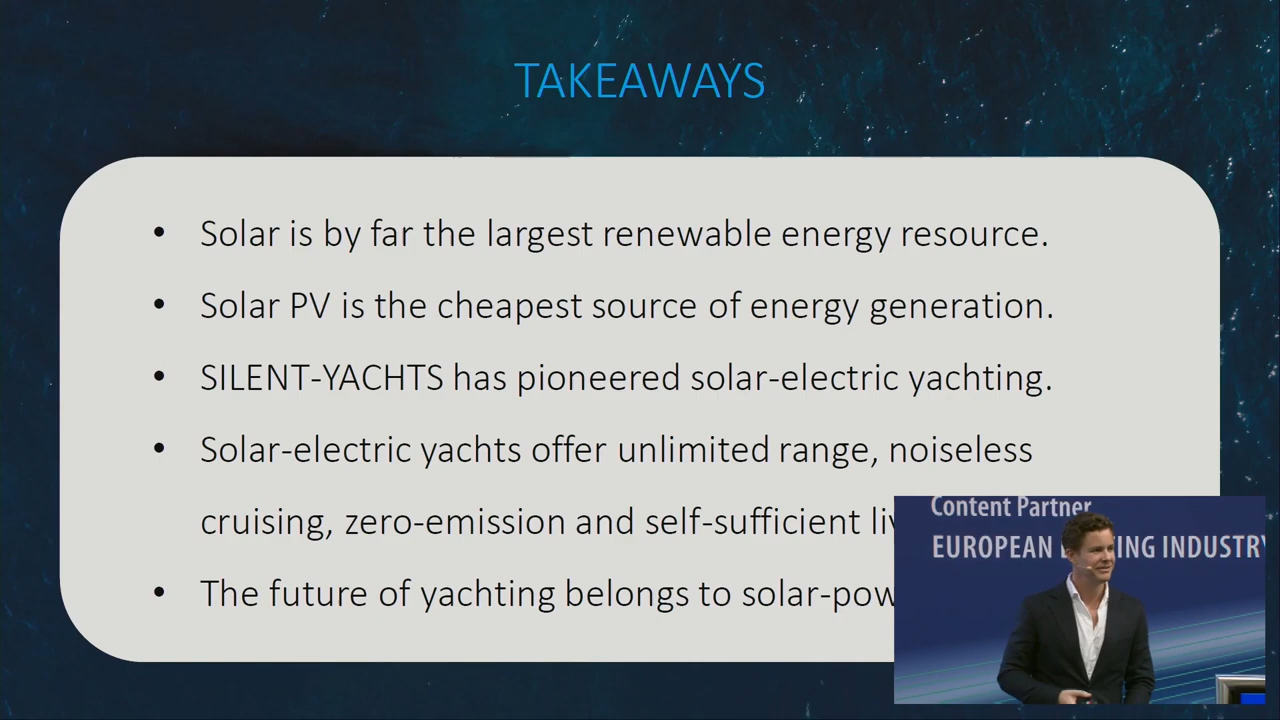 TAKEAWAYS
• Solar is by far the largest renewable energy resource.
• Solar PV is the cheapest source of energy generation.
• SILENT-YACHTS has pioneered solar-electric yachting.
• Solar-electric yachts offer unlimited range, noiseless
cruising, zero-emission and self-sufficient
• The future of yachting belongs to
Content Partner
EUROPEAN INDUSTRY